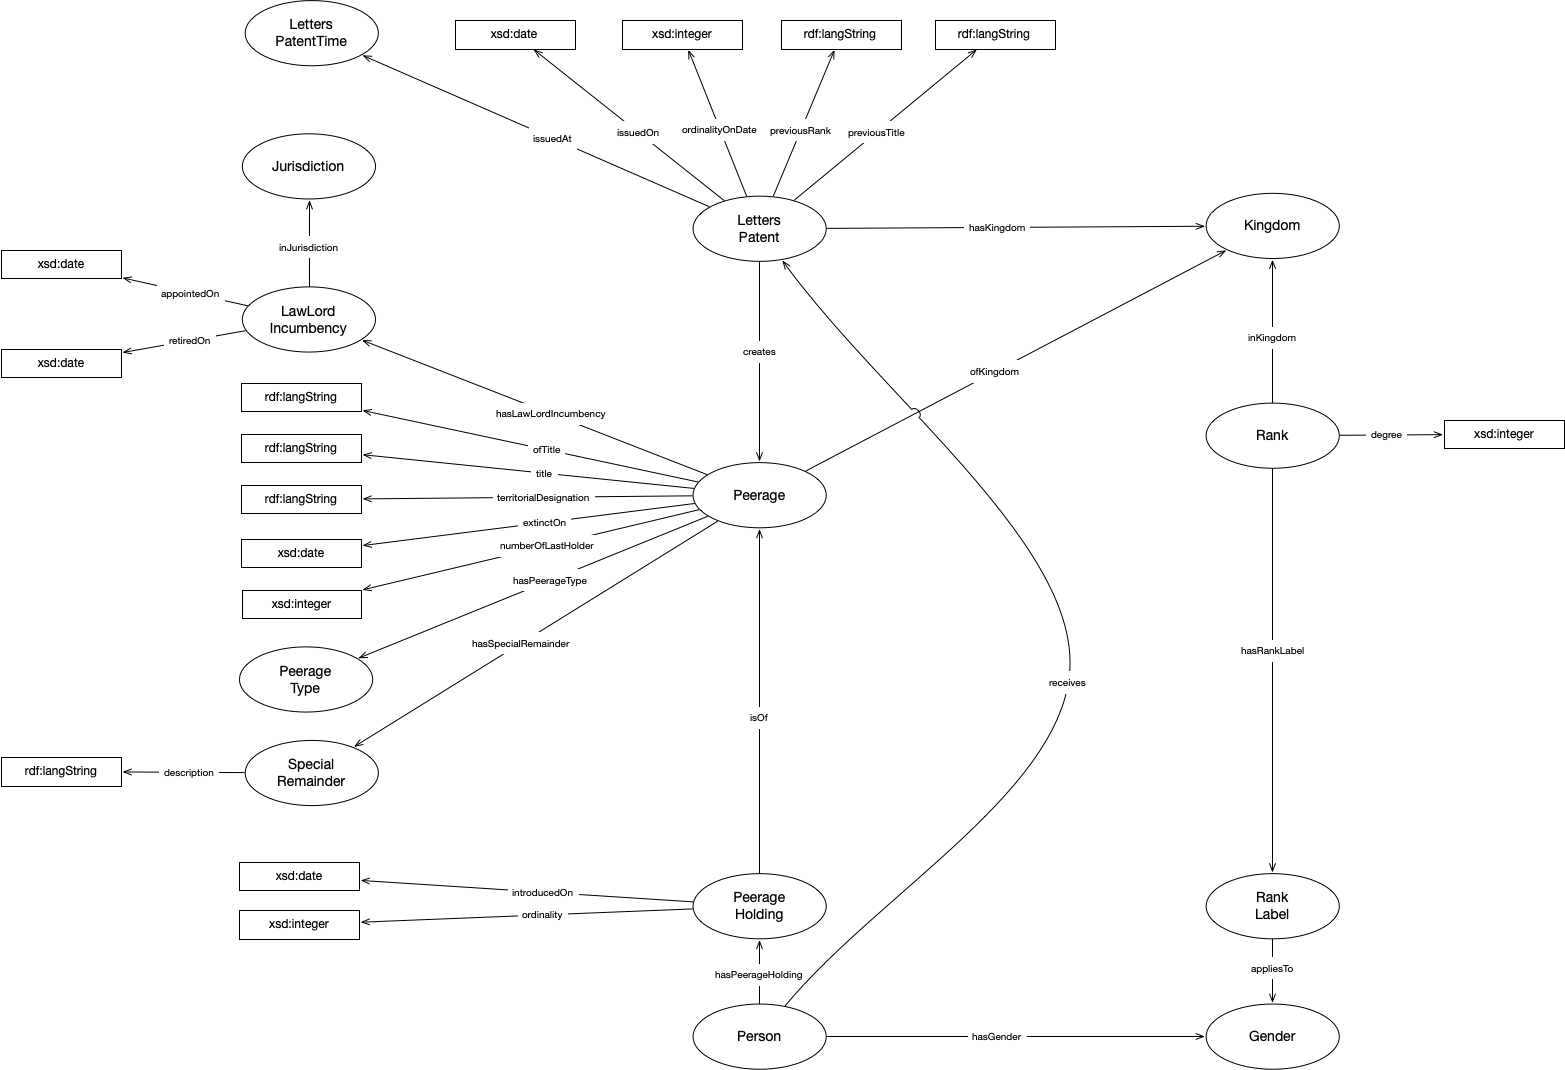 Letters
PatentTime
xsd:date
xsd:integer
rdf:langString
rdf:langString
issuedAt
issuedOn
ordinalityOnDate
previousRank
previousTitle
Jurisdiction
Letters
Patent
hasKingdom
Kingdom
inJurisdiction
xsd:date
appointedOn
LawLord
Incumbency
retiredOn
xsd:date
creates
inKingdom
ofKingdom
rdf:langString
hasLawLordIncumbency
Rank
degree
xsd:integer
rdf:langString
ofTitle
title
rdf:langString
territorialDesignation
Peerage
extinctOn
xsd:date
numberOfLastHolder
hasPeerageType
xsd:integer
hasSpecialRemainder
hasRankLabel
Peerage
Type
receives
isOf
rdf:langString
description
Special
Remainder
xsd:date
introducedOn
ordinality
xsd:integer
Peerage
Holding
Rank
Label
hasPeerageHolding
appliesTo
Person
hasGender
Gender